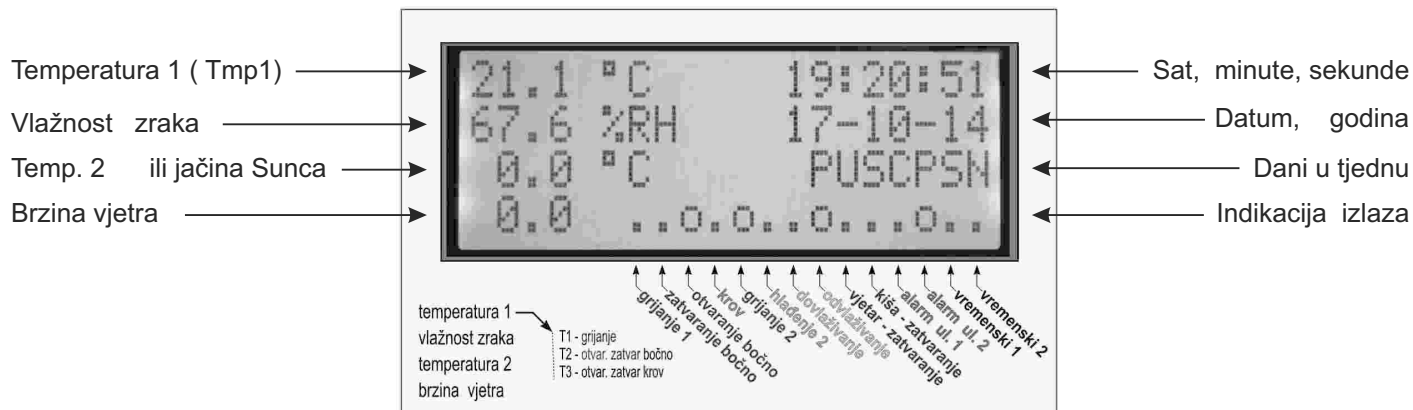 Temperatura 1 ( Tmp1)
21.1 °C 19:20:51
Sat, minute, sekunde
Vlažnost zraka
67.6 %RH 17-10-14
Datum, godina
Temp. 2 ili jačina Sunca
0.0 °C PUSCPSN
Dani u tjednu
Brzina vjetra
0.0 ..o.o..o...o..
Indikacija izlaza
grijanje 1
zatvaranje bočno
otvaranje bočno
krov
grijanje 2
hlađenje 2
dovlaživanje
odvlaživanje
vjetar - zatvaranje
kiša - zatvaranje
alarm ul. 1
alarm ul. 2
vremenski 1
vremenski 2
temperatura 1
vlažnost zraka
temperatura 2
brzina vjetra
T1 - grijanje
T2 - otvar. zatvar bočno
T3 - otvar. zatvar krov